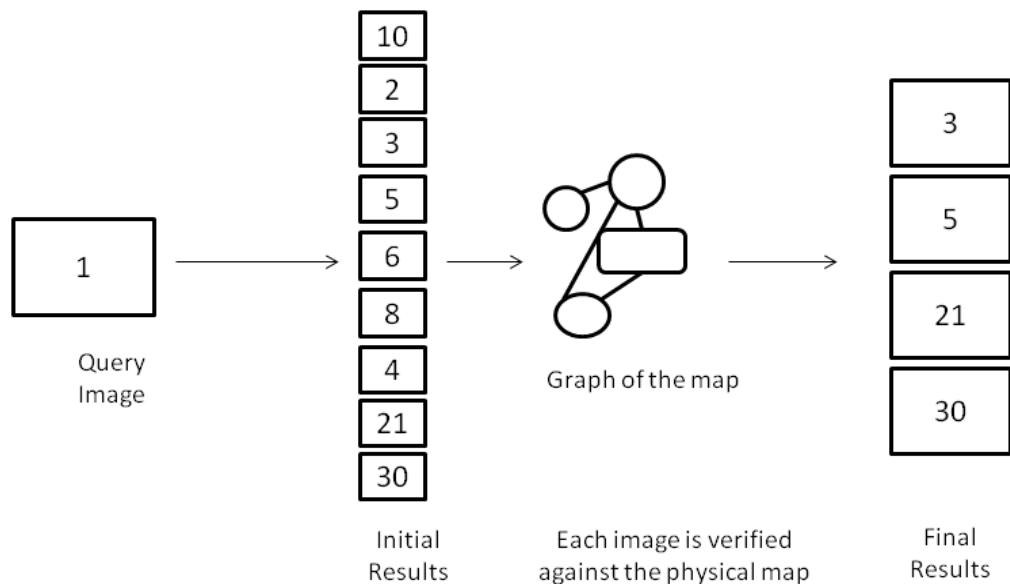 1
Query
Image
10
2
3
5
6
8
4
21
30
Initial
Results
Graph of the map
Each image is verified
against the physical map
3
5
21
30
Final
Results